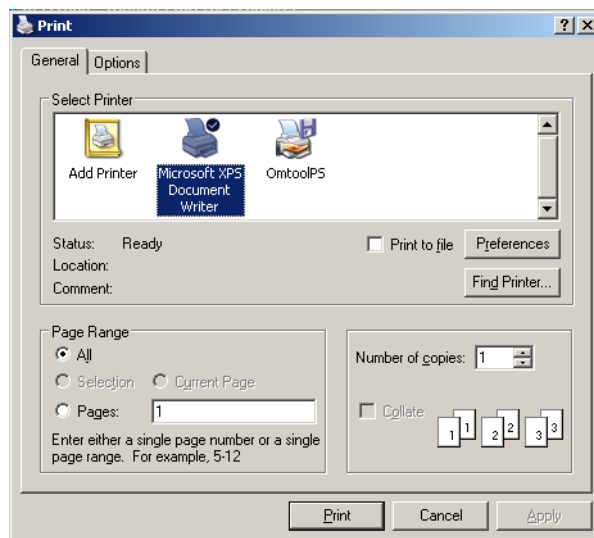 Print
General Options
Select Printer
Add Printer Microsoft XPS Document Writer OmtoolPS
Status: Ready Print to file Preferences
Location:
Comment: Find Printer...
Page Range
All
Selection Current Page
Pages: 1
Enter either a single page number or a single
page range. For example, 5-12
Number of copies: 1
Collate
1 1 2 2 3 3
Print Cancel Apply